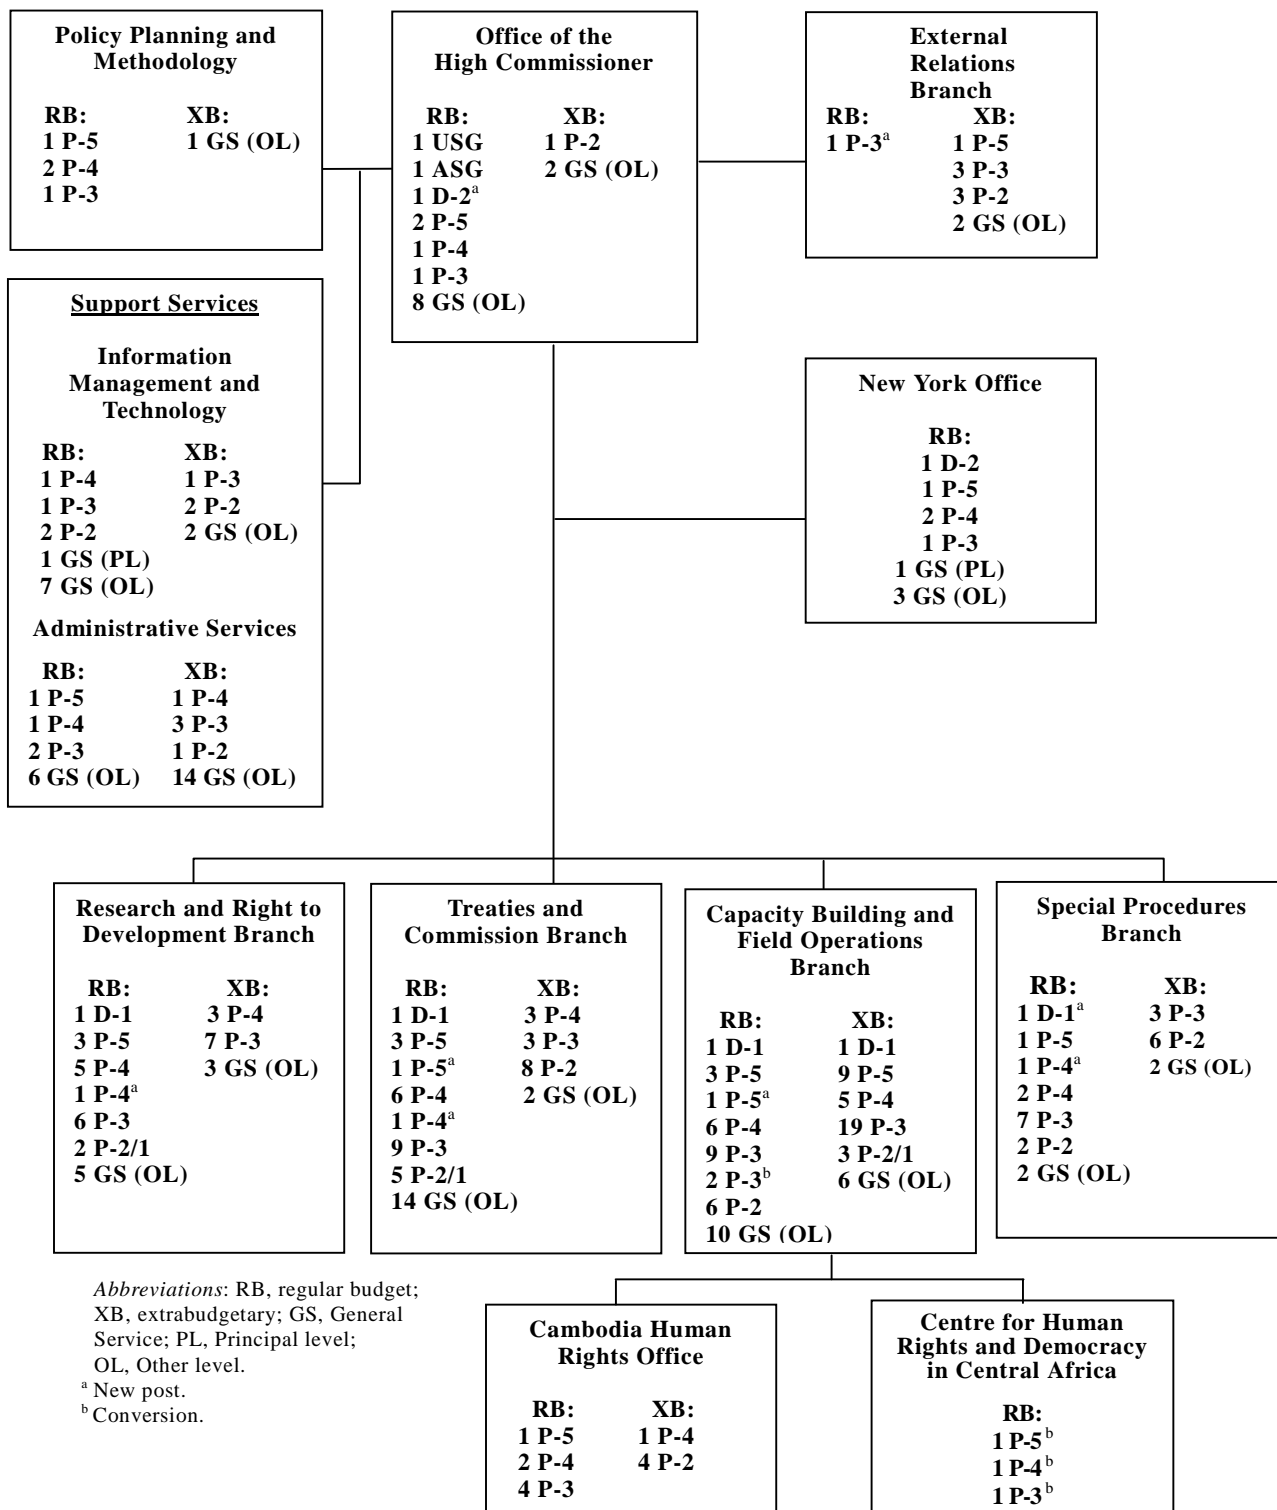 Policy Planning and
Methodology
RB: XB:
1 P-5 1 GS (OL)
2 P-4
1 P-3
Office of the
High Commissioner
RB: XB:
1 USG 1 P-2
1 ASG 2 GS (OL)
1 D-2a
2 P-5
1 P-4
1 P-3
8 GS (OL)
External
Relations
Branch
RB: XB:
1 P-3a 1 P-5
3 P-3
3 P-2
2 GS (OL)
Support Services
Information
Management and
Technology
RB: XB:
1 P-4 1 P-3
1 P-3 2 P-2
2 P-2 2 GS (OL)
1 GS (PL)
7 GS (OL)
Administrative Services
RB: XB:
1 P-5 1 P-4
1 P-4 3 P-3
2 P-3 1 P-2
6 GS (OL) 14 GS (OL)
New York Office
RB:
1 D-2
1 P-5
2 P-4
1 P-3
1 GS (PL)
3 GS (OL)
Research and Right to
Development Branch
RB: XB:
1 D-1 3 P-4
3 P-5 7 P-3
5 P-4 3 GS (OL)
1 P-4a
6 P-3
2 P-2/1
5 GS (OL)
Treaties and
Commission Branch
RB: XB:
1 D-1 3 P-4
3 P-5 3 P-3
1 P-5a 8 P-2
6 P-4 2 GS (OL)
1 P-4a
9 P-3
5 P-2/1
14 GS (OL)
Capacity Building and
Field Operations
Branch
RB: XB:
1 D-1 1 D-1
3 P-5 9 P-5
1 P-5a 5 P-4
6 P-4 19 P-3
9 P-3 3 P-2/1
2 P-3b 6 GS (OL)
6 P-2
10 GS (OL)
Special Procedures
Branch
RB: XB:
1 D-1a 3 P-3
1 P-5 6 P-2
1 P-4a 2 GS (OL)
2 P-4
7 P-3
2 P-2
2 GS (OL)
Abbreviations: RB, regular budget;
XB, extrabudgetary; GS, General
Service; PL, Principal level;
OL, Other level.
a New post.
b Conversion.
Cambodia Human
Rights Office
RB: XB:
1 P-5 1 P-4
2 P-4 4 P-2
4 P-3
Centre for Human
Rights and Democracy
in Central Africa
RB:
1 P-5b
1 P-4b
1 P-3b